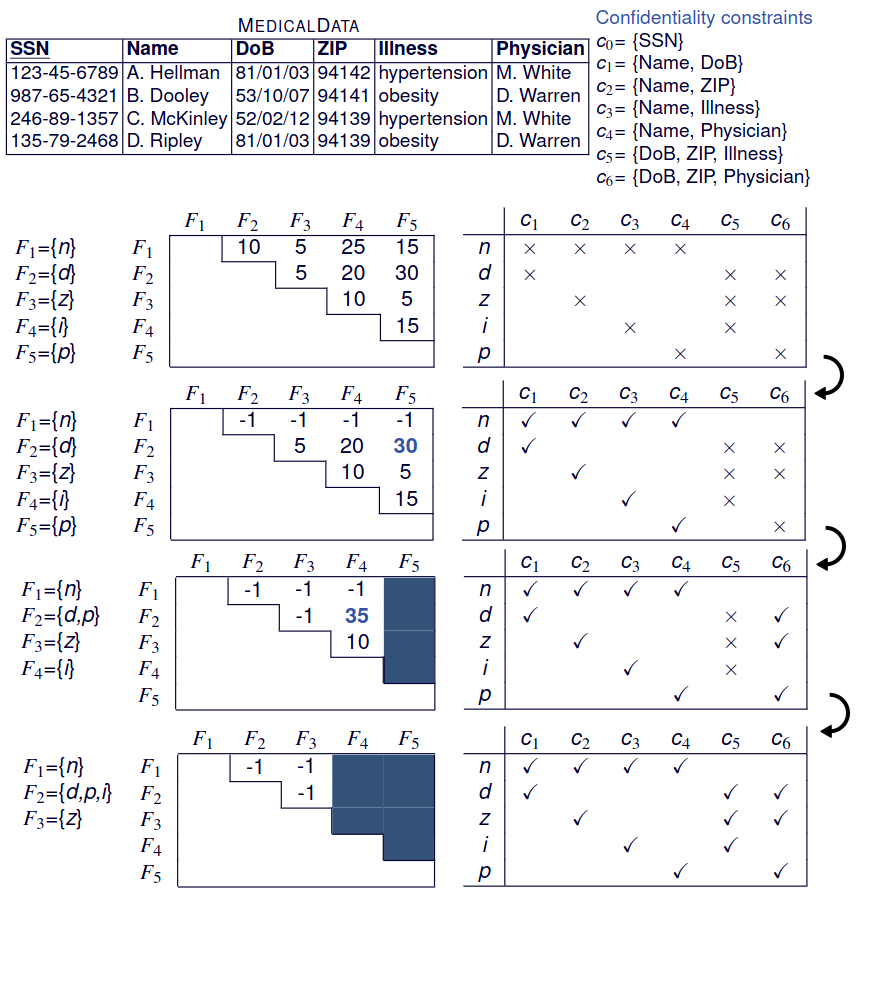 MEDICALDATA
SSN Name DoB ZIP Illness Physician
123-45-6789 A. Hellman 81/01/03 94142 hypertension M. White
987-65-4321 B. Dooley 53/10/07 94141 obesity D. Warren
246-89-1357 C. McKinley 52/02/12 94139 hypertension M. White
135-79-2468 D. Ripley 81/01/03 94139 obesity D. Warren
Confidentiality constraints
c0= {SSN}
c1= {Name, DoB}
c2= {Name, ZIP}
c3= {Name, Illness}
c4= {Name, Physician}
c5= {DoB, ZIP, Illness}
c6= {DoB, ZIP, Physician}
F1 F2 F3 F4 F5 c1 c2 c3 c4 c5 c6
F1={n} F1 10 5 25 15 n × × × ×
F2={d} F2 5 20 30 d × × ×
F3={z} F3 10 5 z × × ×
F4={i} F4 15 i × ×
F5={p} F5 p × ×
F1 F2 F3 F4 F5 c1 c2 c3 c4 c5 c6
F1={n} F1 -1 -1 -1 -1 n ✓ ✓ ✓ ✓
F2={d} F2 5 20 30 d ✓ × ×
F3={z} F3 10 5 z ✓ × ×
F4={i} F4 15 i ✓ ×
F5={p} F5 p ✓ ×
F1 F2 F3 F4 F5 c1 c2 c3 c4 c5 c6
F1={n} F1 -1 -1 -1 n ✓ ✓ ✓ ✓
F2={d,p} F2 -1 35 d ✓ × ✓
F3={z} F3 10 z ✓ × ✓
F4={i} F4 i ✓ ×
F5 p ✓ ✓
F1 F2 F3 F4 F5 c1 c2 c3 c4 c5 c6
F1={n} F1 -1 -1 n ✓ ✓ ✓ ✓
F2={d,p,i} F2 -1 d ✓ ✓ ✓
F3={z} F3 z ✓ ✓ ✓
F4 i ✓ ✓
F5 p ✓ ✓